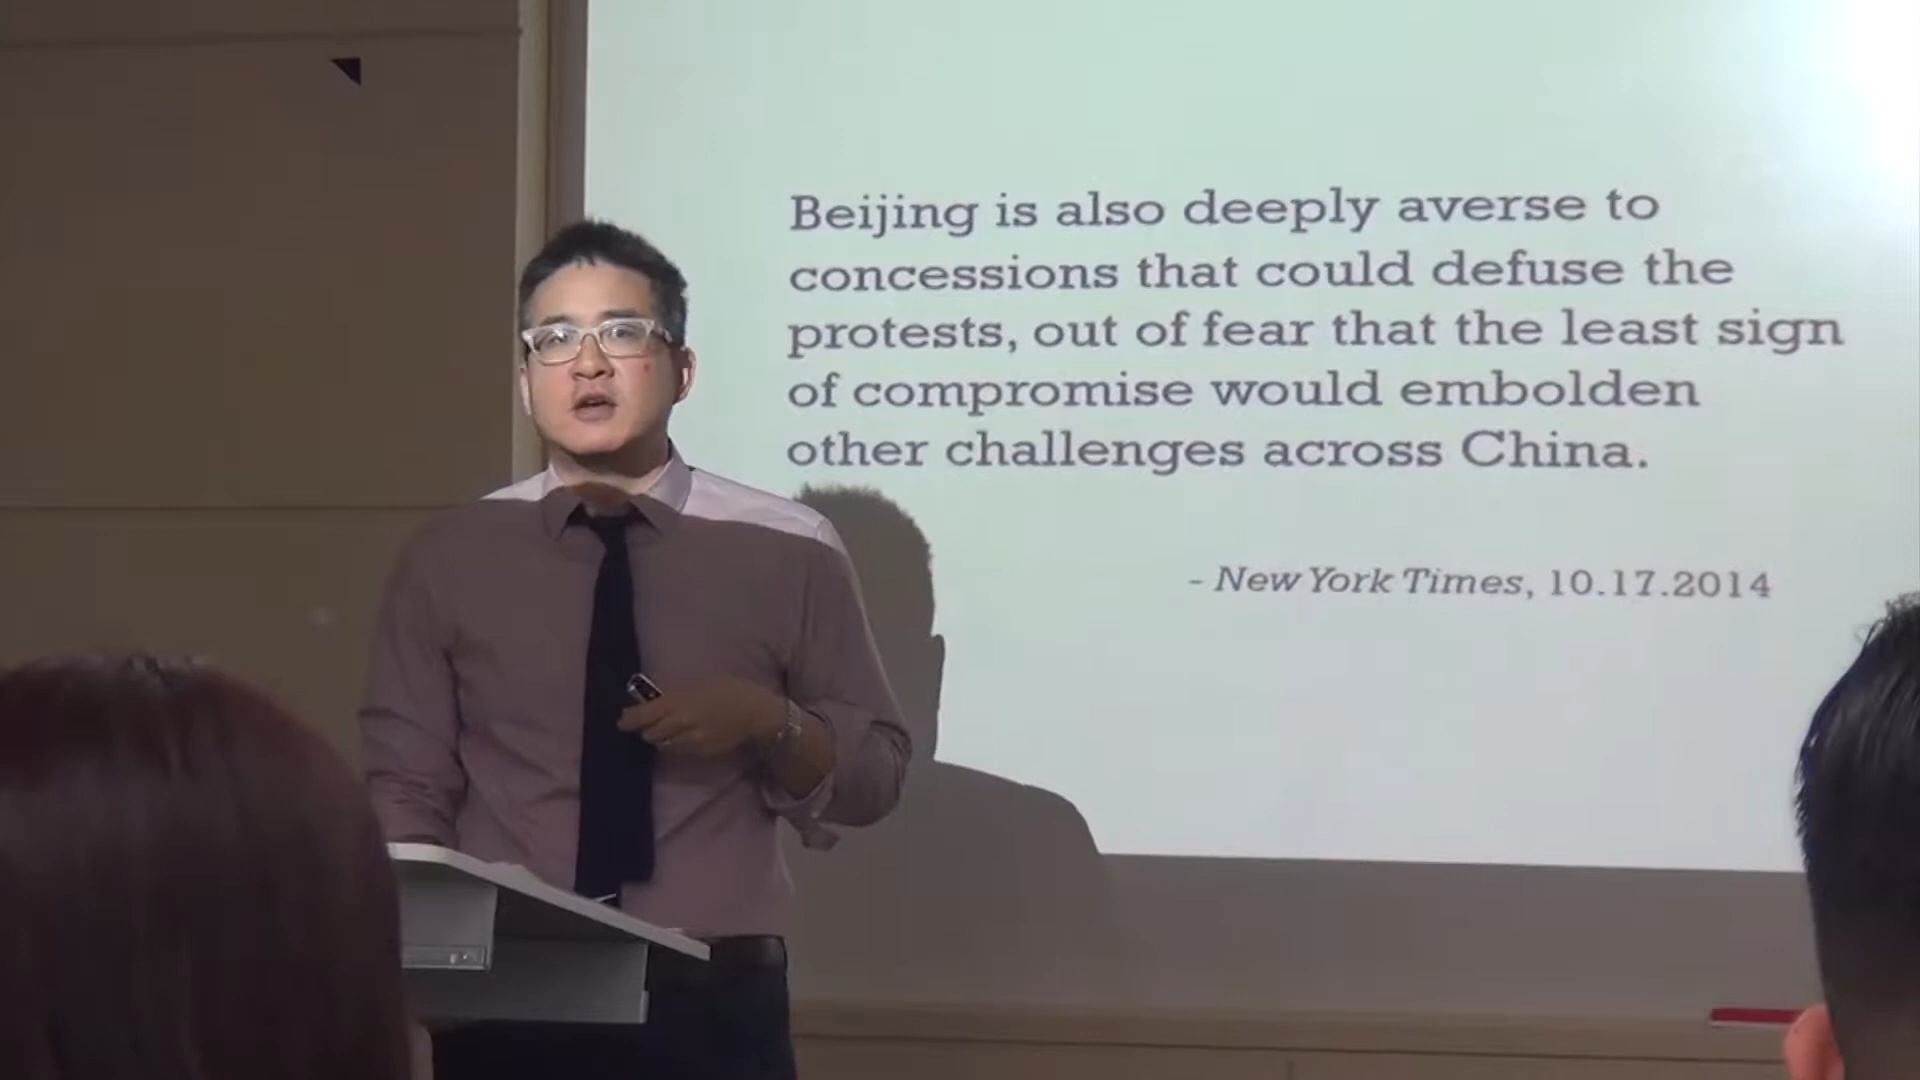 Beijing is also deeply averse to
concessions that could defuse the
protests, out of fear that the least sign
of compromise would embolden
other challenges across China.
- New York Times, 10.17.2014